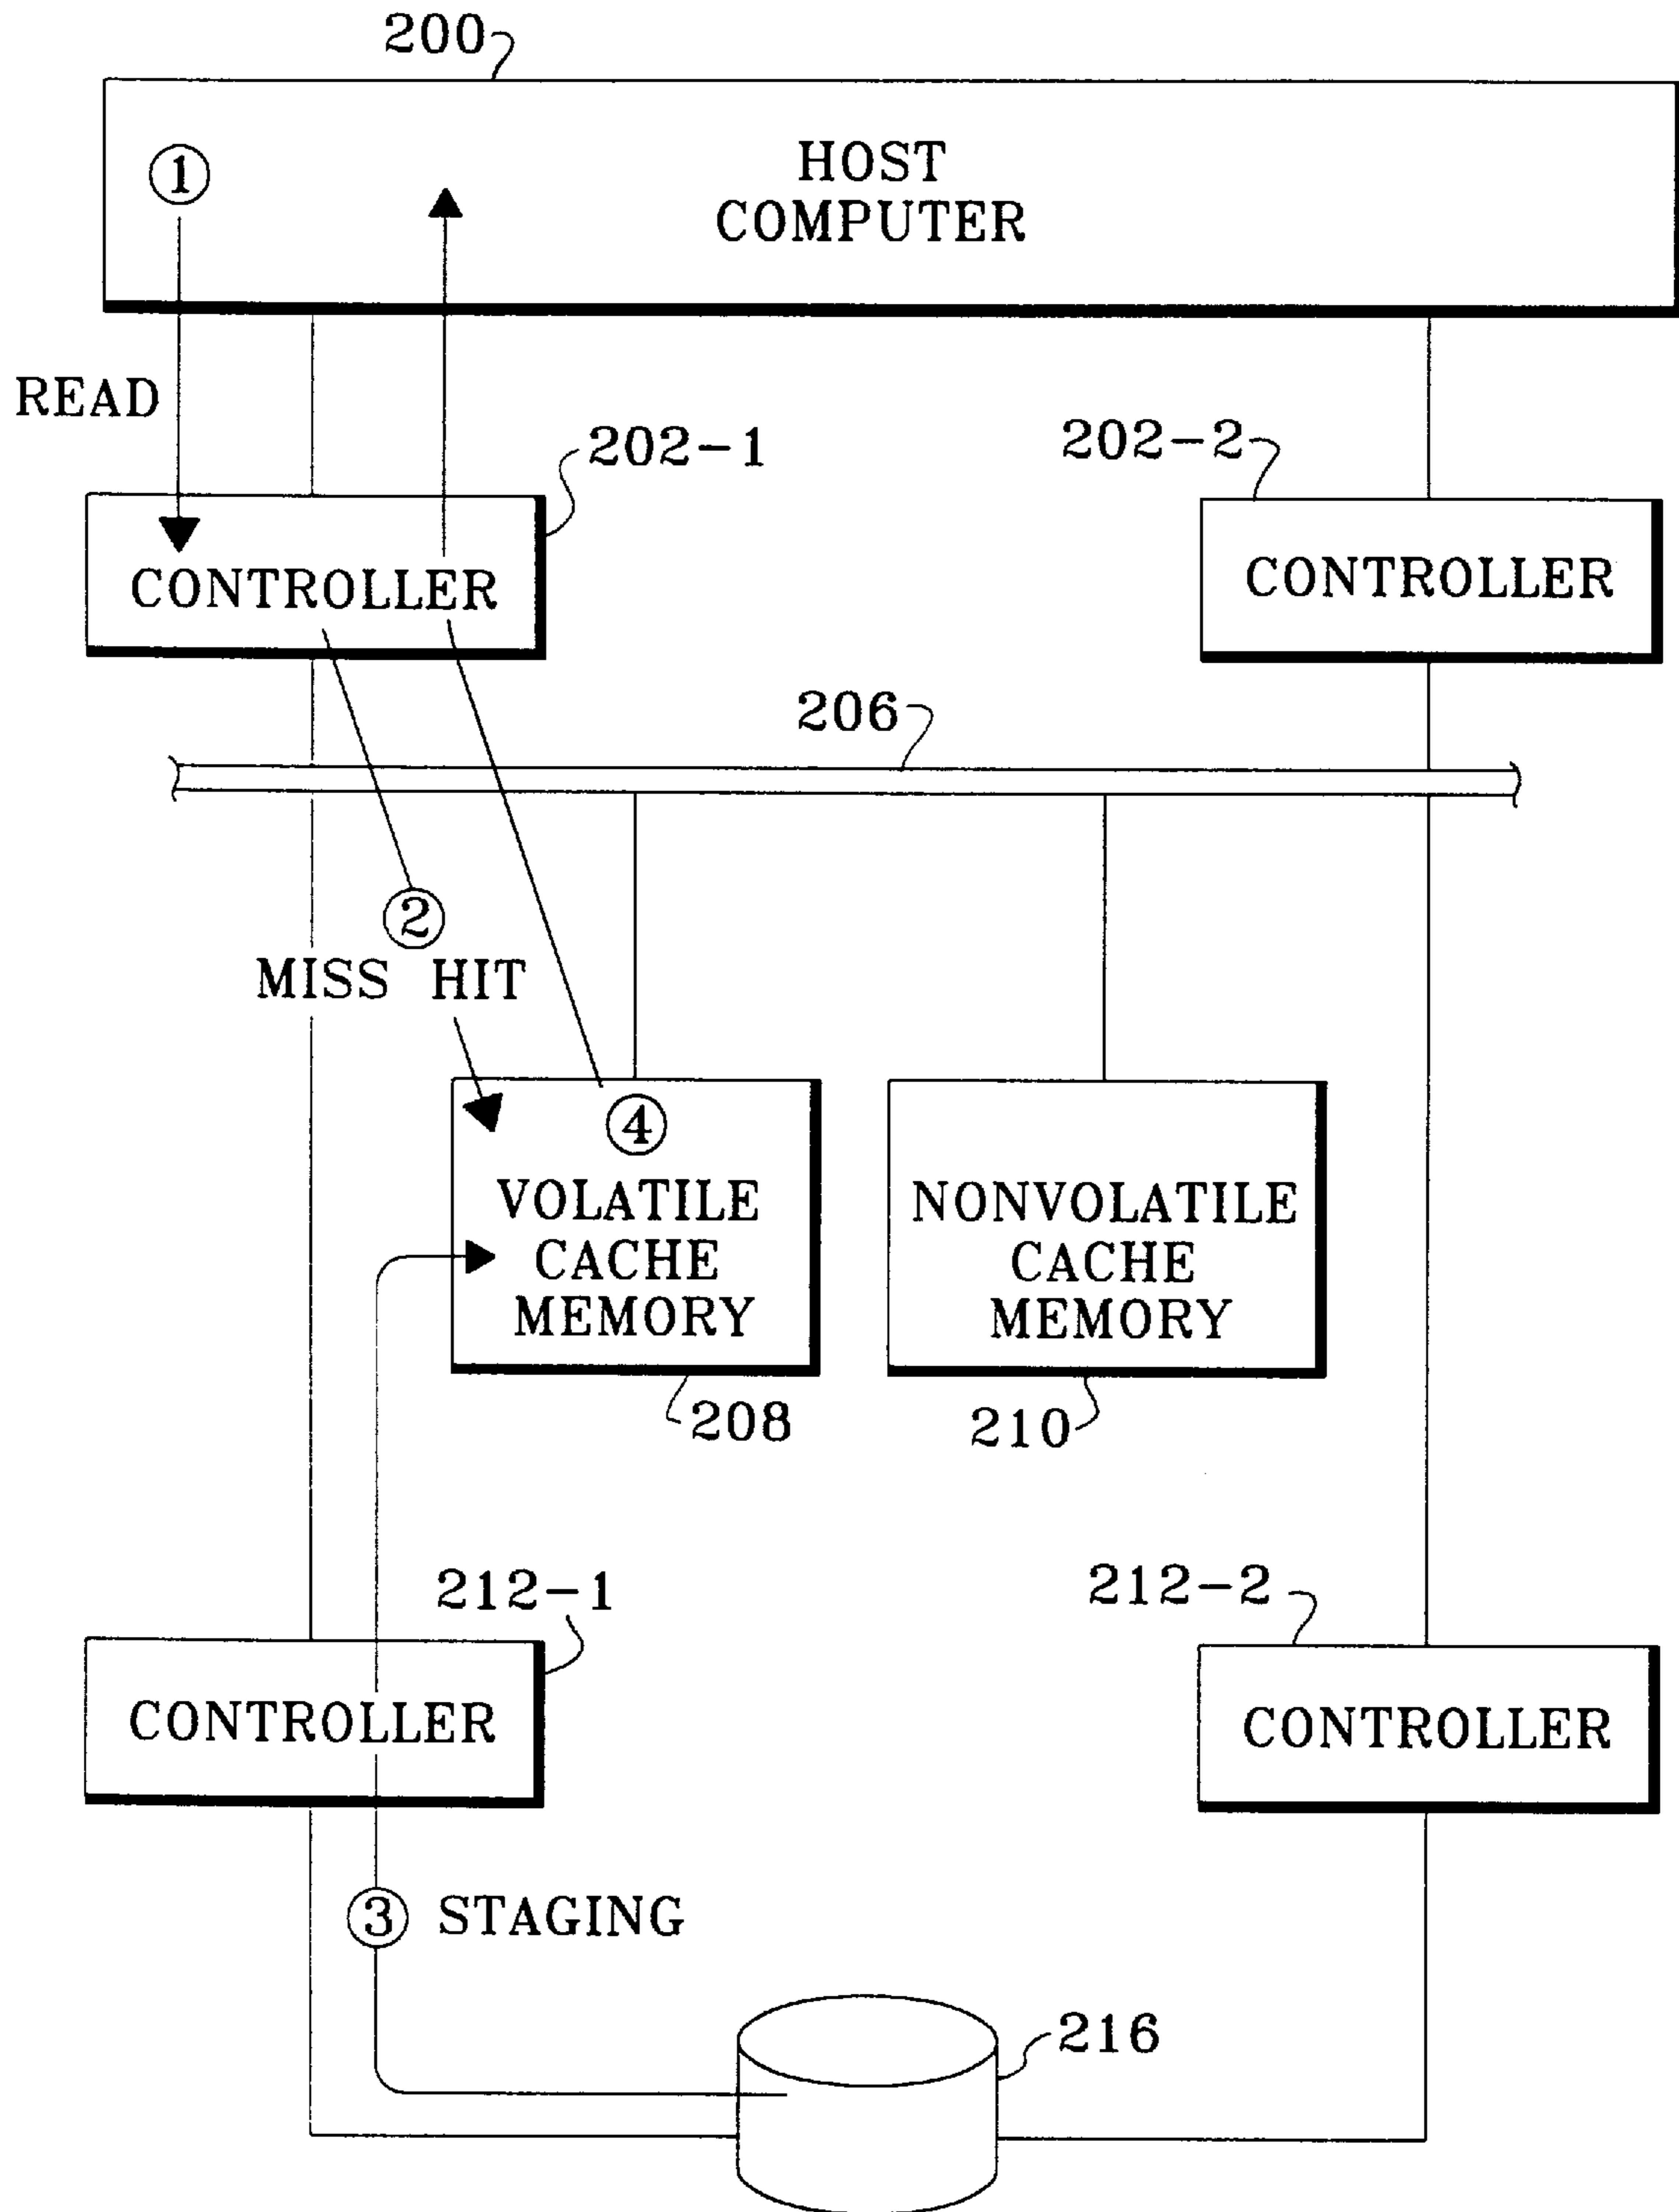 200
①
HOST
COMPUTER
READ
202-1
202-2
CONTROLLER
CONTROLLER
206
②
MISS HIT
④
VOLATILE
CACHE
MEMORY
NONVOLATILE
CACHE
MEMORY
208
210
212-1
212-2
CONTROLLER
CONTROLLER
③ STAGING
216